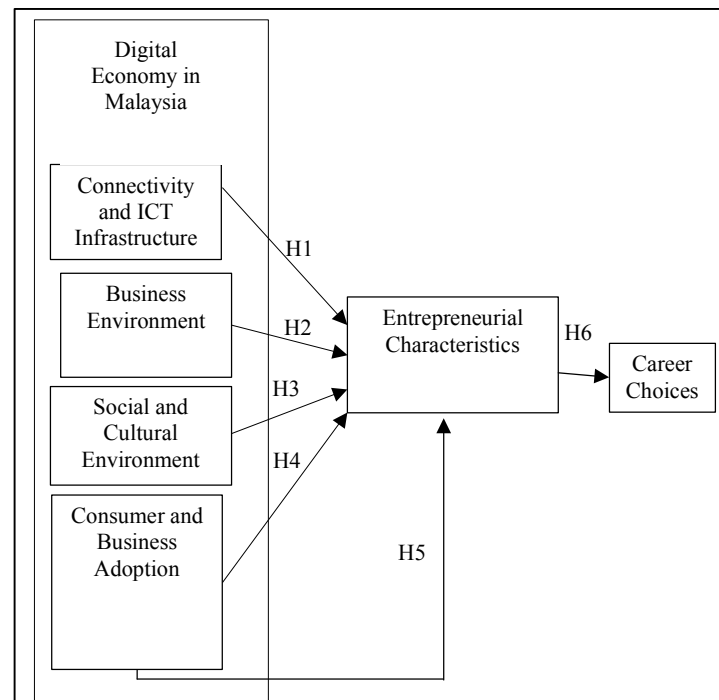 Digital
Economy in
Malaysia
Connectivity
and ICT
Infrastructure
H1
Business
Environment
H2
Entrepreneurial
Characteristics
H6
Career
Choices
Social and
Cultural
Environment
H3
H4
Consumer and
Business
Adoption
H5